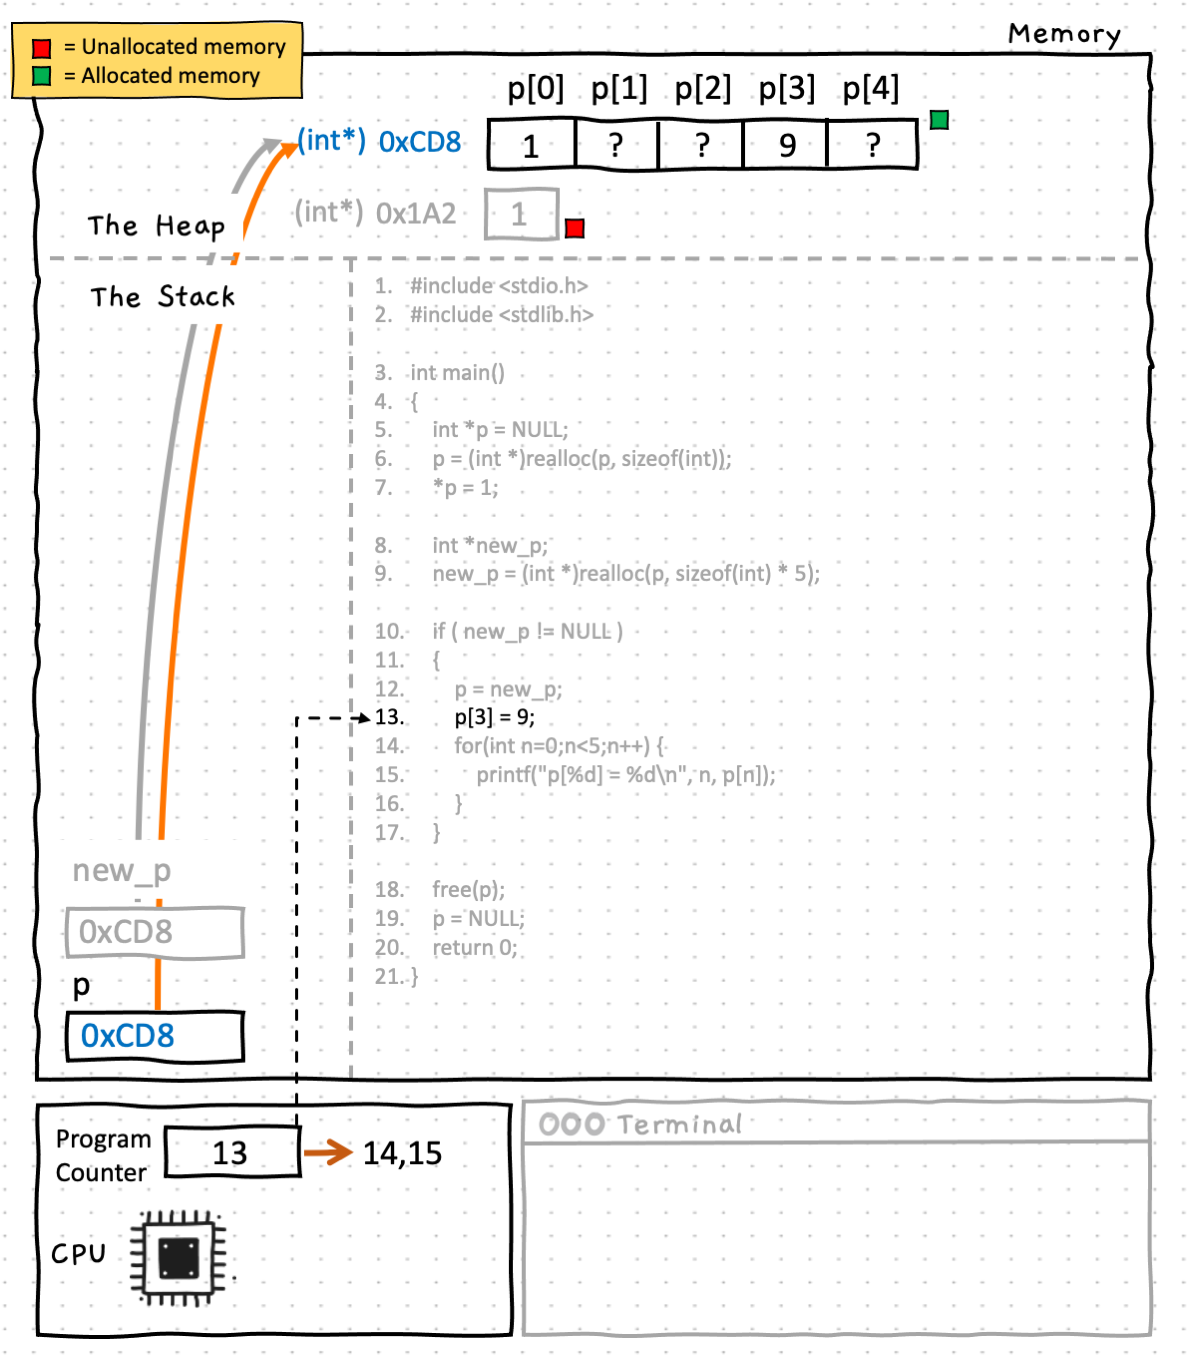 Memory
= Unallocated memory
= Allocated memory
p[0] p[1] p[2] p[3] p[4]
(int*) 0xCD8 1 ? ? 9 ?
(int*) 0x1A2 1
The Heap
The Stack
1. #include <stdio.h>
2. #include <stdlib.h>
3. int main()
4. {
5. int *p = NULL;
6. p = (int *)realloc(p, sizeof(int));
7. *p = 1;
8. int *new_p;
9. new_p = (int *)realloc(p, sizeof(int) * 5);
10. if ( new_p != NULL )
11. {
12. p = new_p;
13. p[3] = 9;
14. for(int n=0;n<5;n++) {
15. printf("p[%d] = %d\n", n, p[n]);
16. }
17. }
18. free(p);
19. p = NULL;
20. return 0;
21. }
new_p
0xCD8
p
0xCD8
Program
Counter
13
14,15
CPU
Terminal